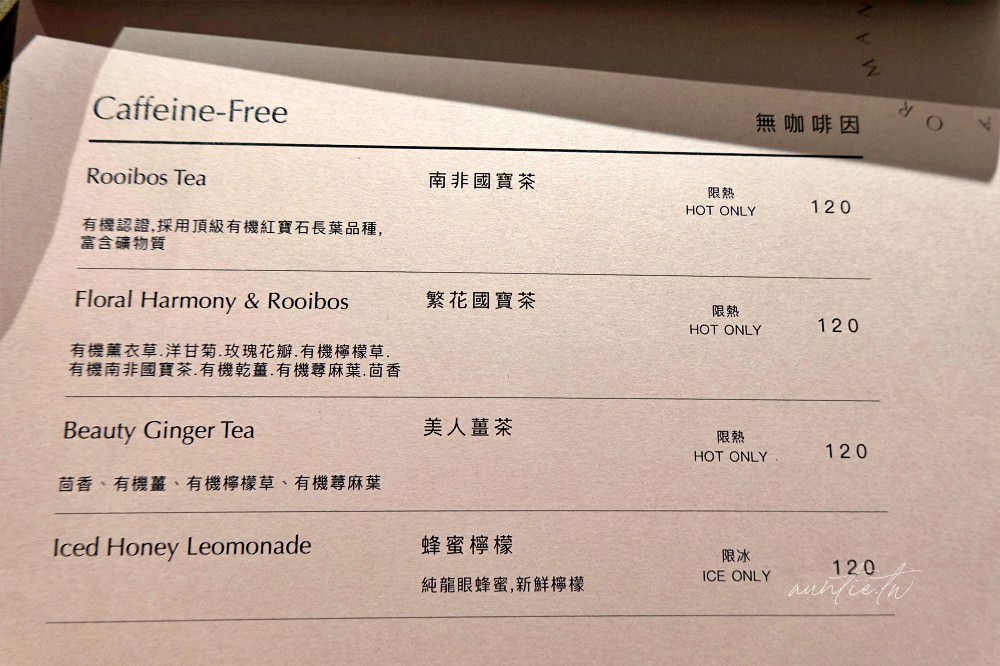 Caffeine-Free 無咖啡因
Rooibos Tea 南非國寶茶 限熱 HOT ONLY 120
有機認證,採用頂級有機紅寶石長葉品種,
富含礦物質
Floral Harmony & Rooibos 繁花國寶茶 限熱 HOT ONLY 120
有機薰衣草.洋甘菊.玫瑰花瓣.有機檸檬草.
有機南非國寶茶.有機乾薑.有機蕁麻葉.茴香
Beauty Ginger Tea 美人薑茶 限熱 HOT ONLY 120
茴香、有機薑、有機檸檬草、有機蕁麻葉
Iced Honey Leomonade 蜂蜜檸檬 限冰 ICE ONLY 120
純龍眼蜂蜜,新鮮檸檬
auntie.tw